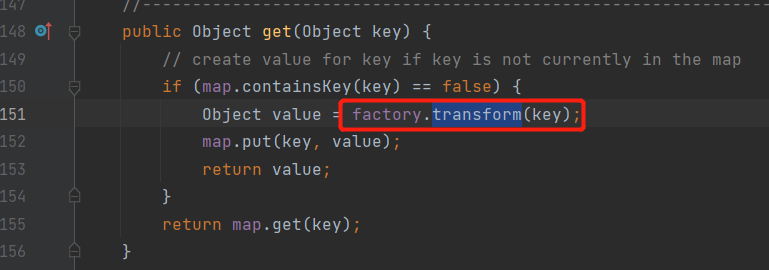 147 //--------------------------------------------------------------
148 public Object get(Object key) {
149 // create value for key if key is not currently in the map
150 if (map.containsKey(key) == false) {
151 Object value = factory.transform(key);
152 map.put(key, value);
153 return value;
154 }
155 return map.get(key);
156 }